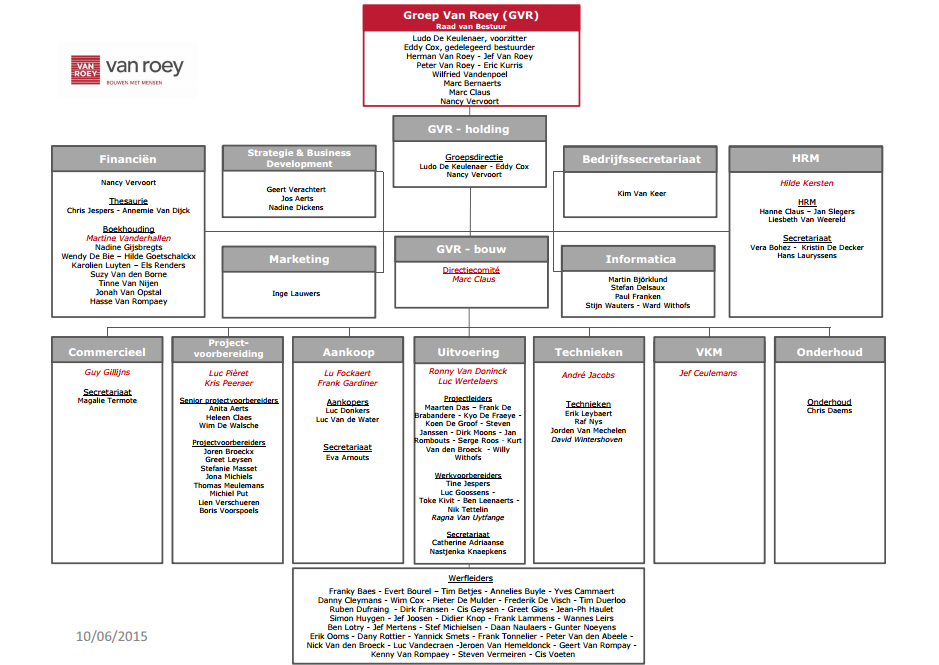 Groep Van Roey (GVR)
Raad van Bestuur
Ludo De Keulenaer, voorzitter
Eddy Cox, gedelegeerd bestuurder
Herman Van Roey - Jef Van Roey
Peter Van Roey - Eric Kurris
Wilfried Vandenpoel
Marc Bernaerts
Marc Claus
Nancy Vervoort
VAN
ROEY
van roey
BOUWEN MET MENSEN
GVR - holding
Groepsdirectie
Ludo De Keulenaer - Eddy Cox
Nancy Vervoort
Financiën
Nancy Vervoort
Thesaurie
Chris Jespers - Annemie Van Dijck
Boekhouding
Martine Vanderhallen
Nadine Gijsbregts
Wendy De Bie – Hilde Goetschalckx
Karolien Luyten – Els Renders
Suzy Van den Borne
Tinne Van Nijen
Jonah Van Opstal
Hasse Van Rompaey
Strategie & Business
Development
Geert Verachtert
Jos Aerts
Nadine Dickens
Bedrijfssecretariaat
Kim Van Keer
HRM
Hilde Kersten
HRM
Hanne Claus – Jan Slegers
Liesbeth Van Weereld
Secretariaat
Vera Bohez - Kristin De Decker
Hans Lauryssens
Marketing
Inge Lauwers
GVR - bouw
Directiecomité
Marc Claus
Informatica
Martin Björklund
Stefan Delsaux
Paul Franken
Stijn Wauters - Ward Withofs
Commercieel
Guy Gillijns
Secretariaat
Magalie Termote
Project-
voorbereiding
Luc Pièret
Kris Peeraer
Senior projectvoorbereiders
Anita Aerts
Heleen Claes
Wim De Walsche
Projectvoorbereiders
Joren Broeckx
Greet Leysen
Stefanie Masset
Jona Michiels
Thomas Meulemans
Michiel Put
Lien Verschueren
Boris Voorspoels
Aankoop
Lu Fockaert
Frank Gardiner
Aankopers
Luc Donkers
Luc Van de Water
Secretariaat
Eva Arnouts
Uitvoering
Ronny Van Doninck
Luc Wertelaers
Projectleiders
Maarten Das – Frank De
Brabandere - Kyo De Fraeye -
Koen De Groof - Steven
Janssen - Dirk Moons - Jan
Rombouts - Serge Roos - Kurt
Van den Broeck - Willy
Withofs
Werkvoorbereiders
Tine Jespers
Luc Goossens -
Toke Kivit - Ben Leenaerts -
Nik Tettelin
Ragna Van Uytfange
Secretariaat
Catherine Adriaanse
Nastjenka Knaepkens
Technieken
André Jacobs
Technieken
Erik Leybaert
Raf Nys
Jorden Van Mechelen
David Wintershoven
VKM
Jef Ceulemans
Onderhoud
Onderhoud
Chris Daems
Werfleiders
Franky Baes - Evert Bourel – Tim Betjes - Annelies Buyle - Yves Cammaert
Danny Cleymans - Wim Cox - Pieter De Mulder - Frederik De Visch - Tim Duerloo
Ruben Dufraing - Dirk Fransen - Cis Geysen - Greet Gios - Jean-Ph Haulet
Simon Huygen - Jef Joosen - Didier Knop - Frank Lammens - Wannes Leirs
Ben Lotry - Jef Mertens - Stef Michielsen - Daan Naulaers - Gunter Noeyens
Erik Ooms - Dany Rottier - Yannick Smets - Frank Tonnelier - Peter Van den Abeele -
Nick Van den Broeck - Luc Vandecraen -Jeroen Van Hemeldonck - Geert Van Rompay -
Kenny Van Rompaey - Steven Vermeiren - Cis Voeten
10/06/2015